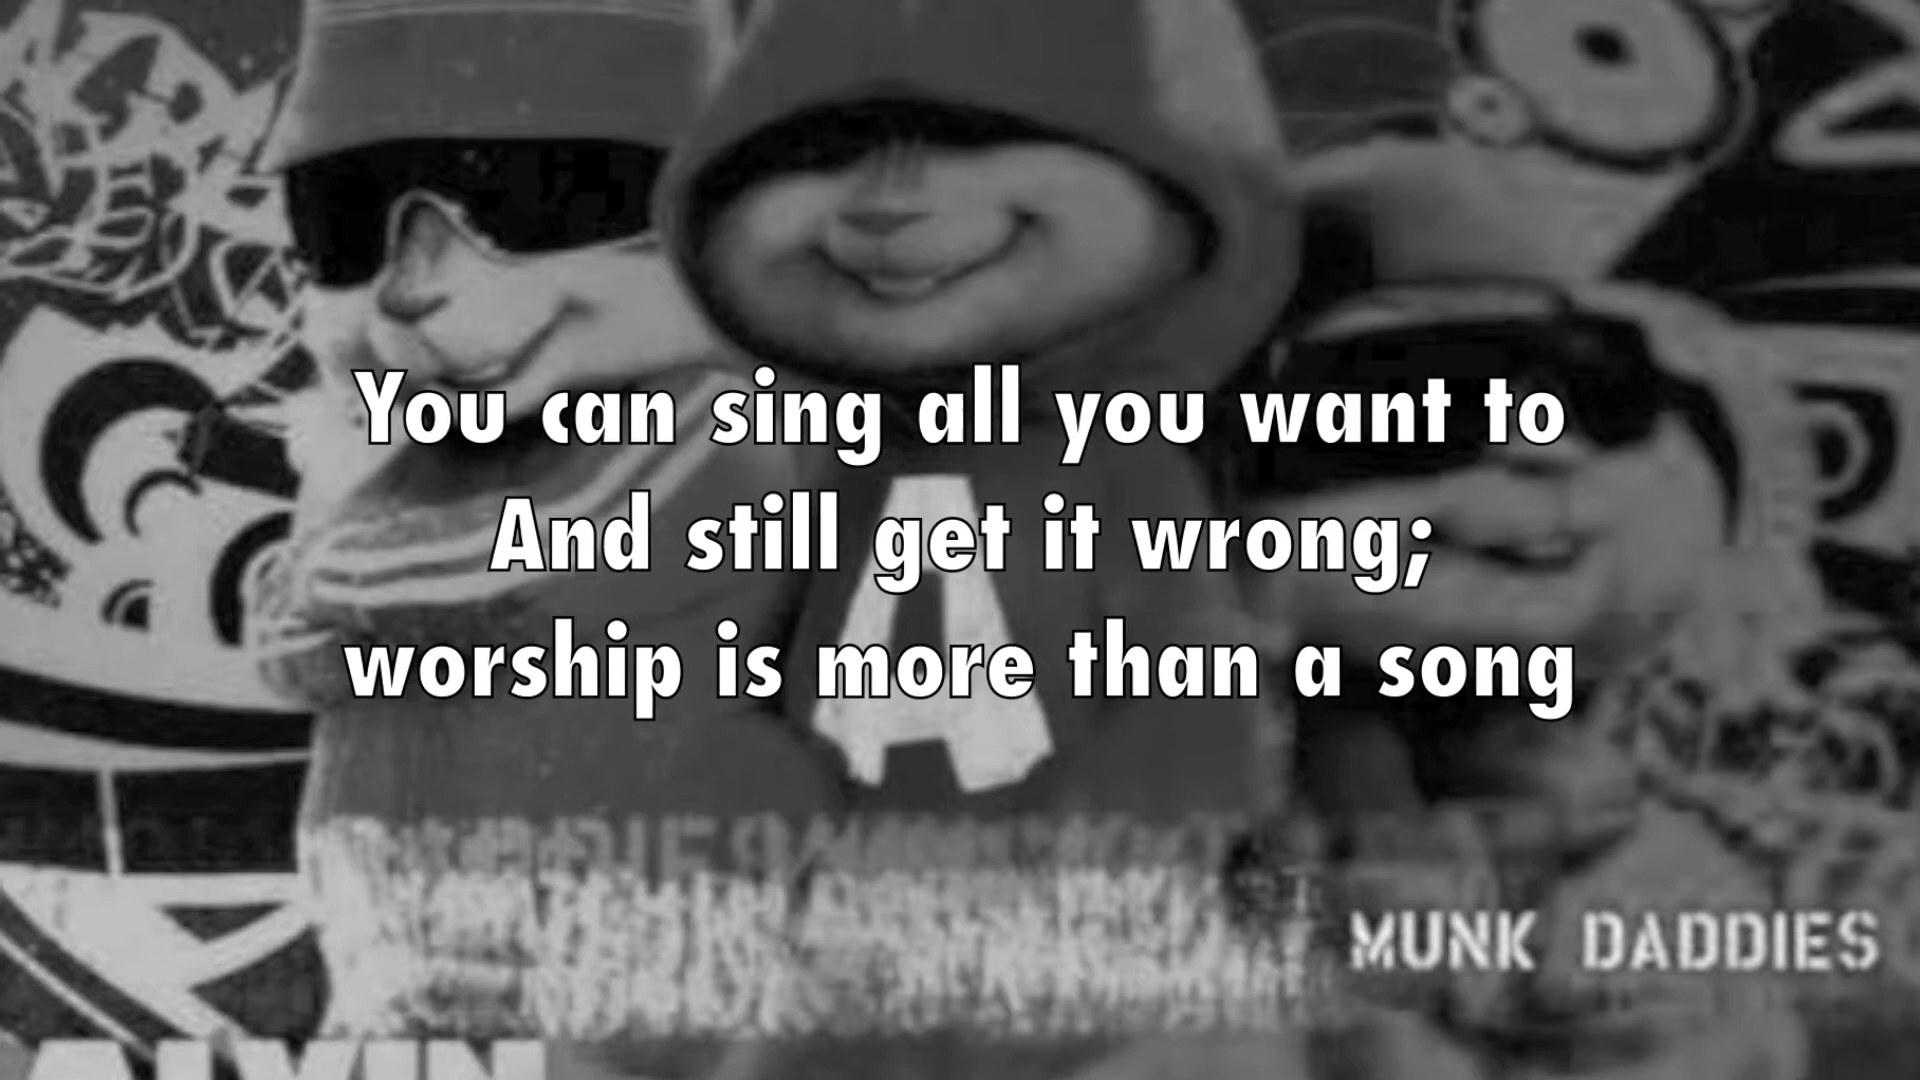 You can sing all you want to
And still get it wrong;
worship is more than a song
A
MUNK DADDIES
ALVIN